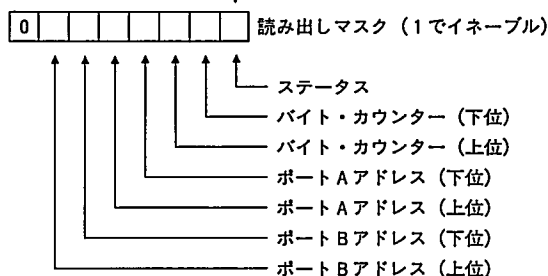 0 読み出しマスク（1でイネーブル）
ステータス
バイト・カウンター（下位）
バイト・カウンター（上位）
ポートAアドレス（下位）
ポートAアドレス（上位）
ポートBアドレス（下位）
ポートBアドレス（上位）